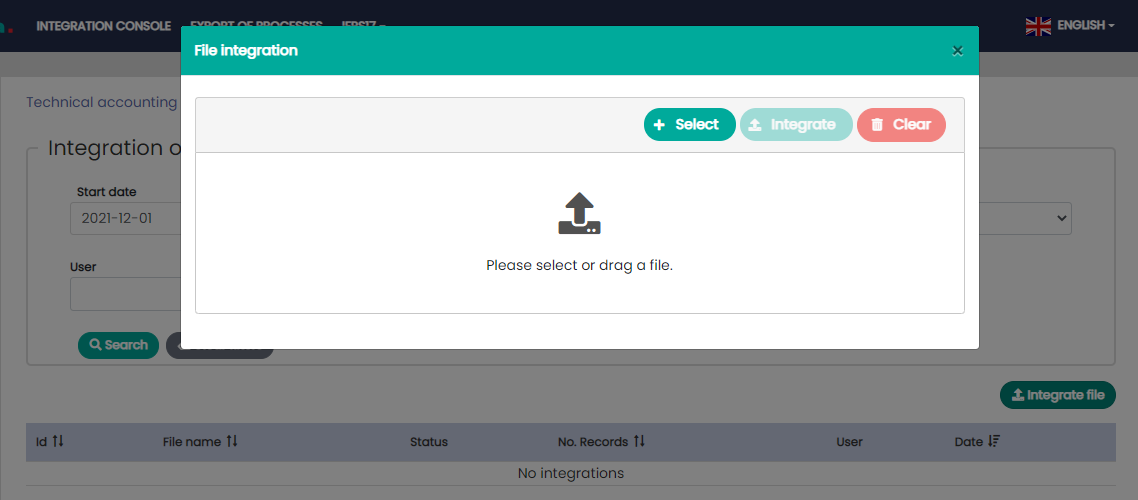 INTEGRATION CONSOLE EXPORT OF PROCESSES IFRS17
ENGLISH
File integration
×
Technical accounting
Select
Integrate
Clear
Integration o
Start date
2021-12-01
Please select or drag a file.
User
Search
Integrate file
Id
File name
Status
No. Records
User
Date
No integrations